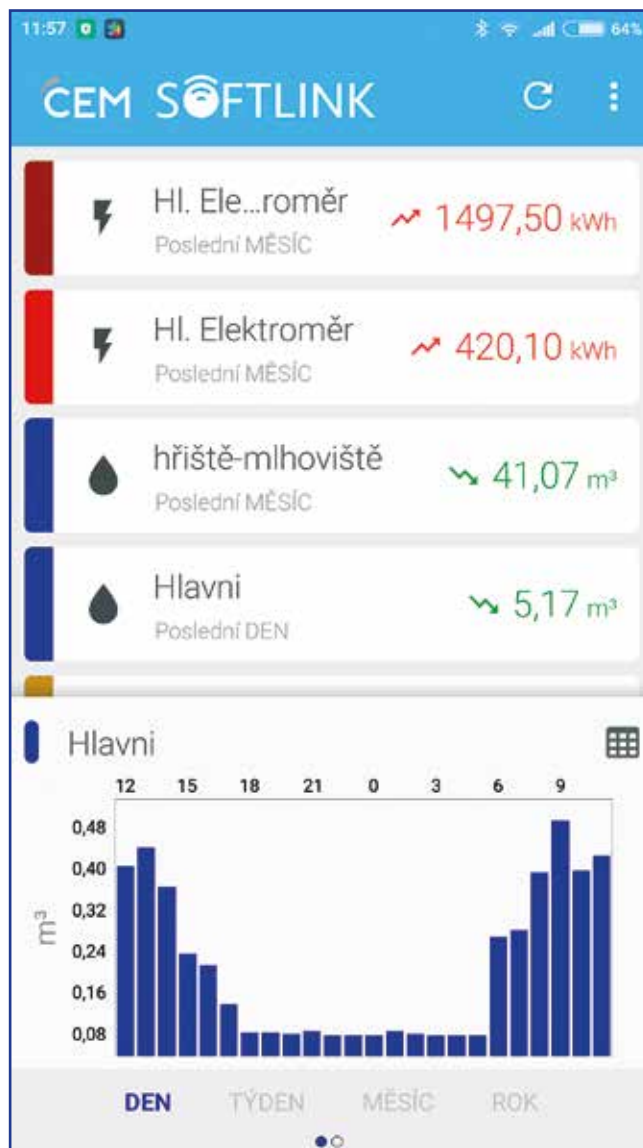 11:57 64%
CEM SOFTLINK
Hl. Ele...roměr 1497,50 kWh
Poslední MĚSÍC
Hl. Elektroměr 420,10 kWh
Poslední MĚSÍC
hřiště-mlhoviště 41,07 m³
Poslední MĚSÍC
Hlavni 5,17 m³
Poslední DEN
Hlavni
12 15 18 21 0 3 6 9
0,48
0,40
0,32
0,24
0,16
0,08
m³
DEN TÝDEN MĚSÍC ROK